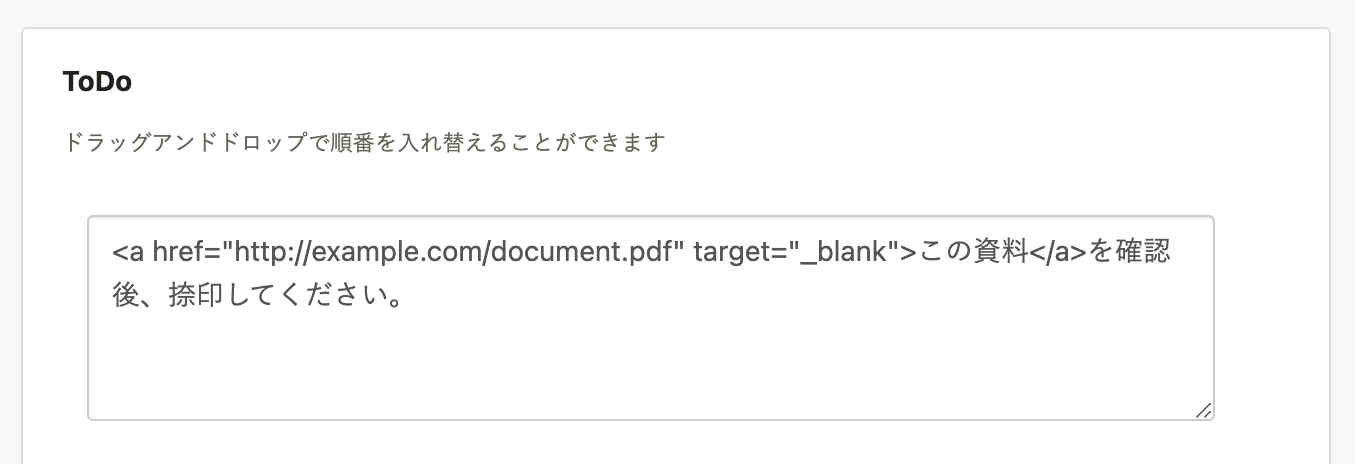 ToDo
ドラッグアンドドロップで順番を入れ替えることができます
<a href="http://example.com/document.pdf" target="_blank">この資料</a>を確認
後、捺印してください。